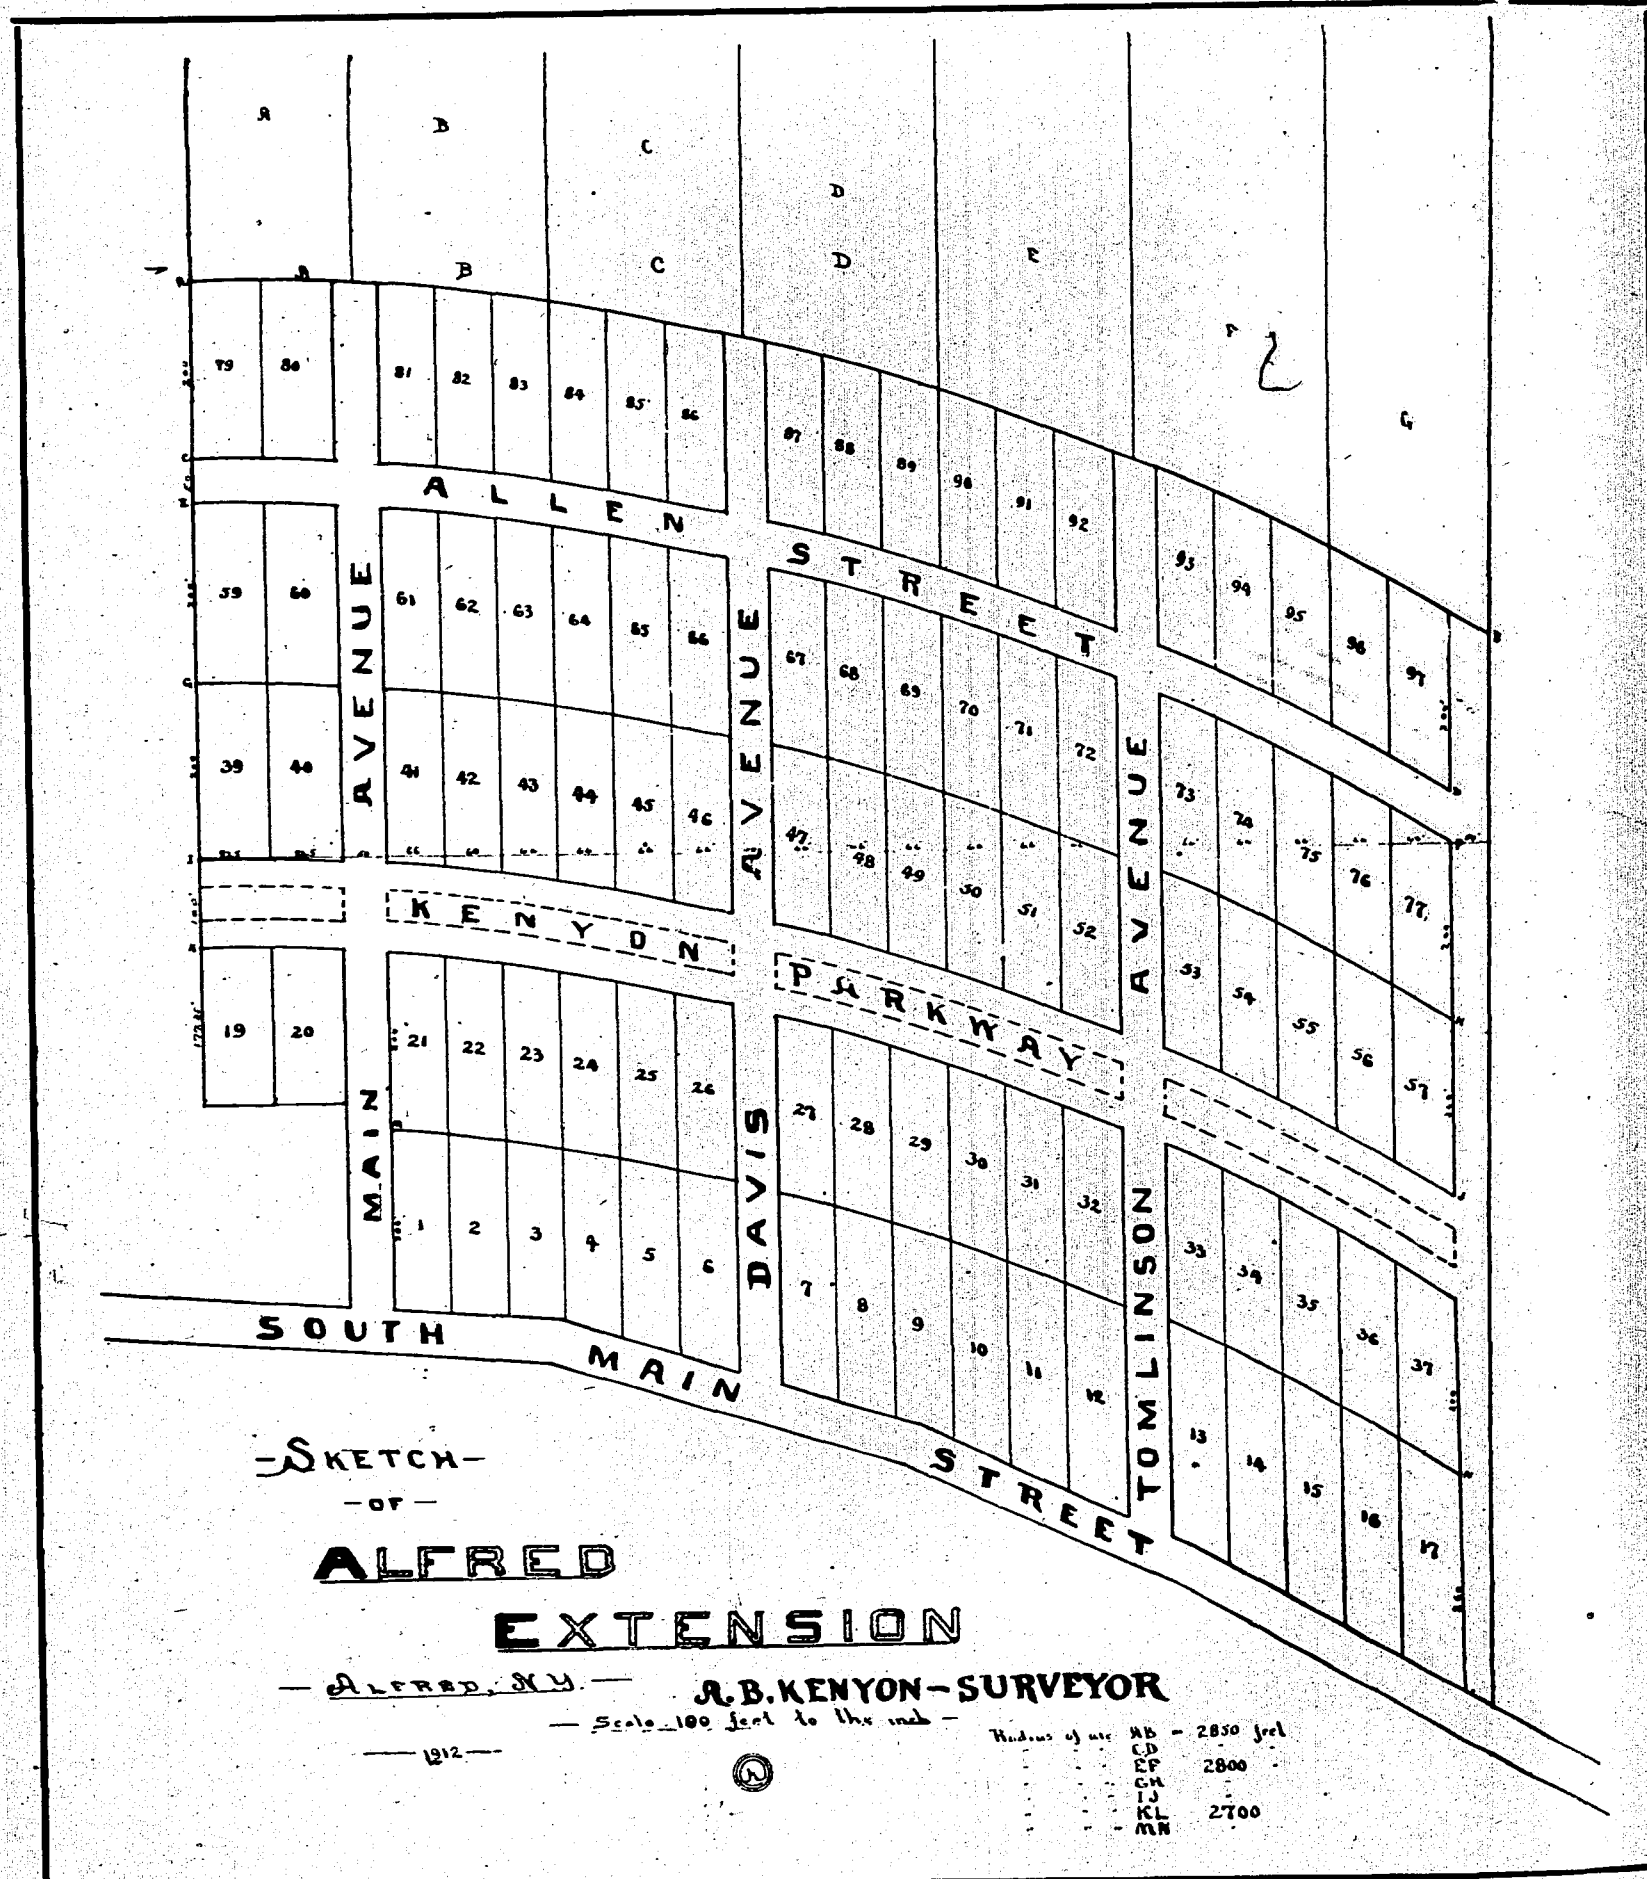 A
B
C
D
E
F
G
A
B
C
D
79 80 81 82 83 84 85 86 87 88 89 90 91 92 93 94 95 96 97
ALLEN STREET
59 60 61 62 63 64 65 66 67 68 69 70 71 72 73 74 75 76 77
39 40 41 42 43 44 45 46 47 48 49 50 51 52 53 54 55 56 57
KENYON PARKWAY
19 20 21 22 23 24 25 26 27 28 29 30 31 32 33 34 35 36 37
1 2 3 4 5 6 7 8 9 10 11 12 13 14 15 16 17
MAIN AVENUE
DAVIS AVENUE
TOMLINSON AVENUE
SOUTH MAIN STREET
-SKETCH-
-OF-
ALFRED
EXTENSION
- ALFRED, N.Y. -
A.B. KENYON-SURVEYOR
- Scale 100 feet to the inch -
- 1912 -
Radius of arc AB - 2850 feet
CD
EF 2800
GH
IJ
KL 2700
MN